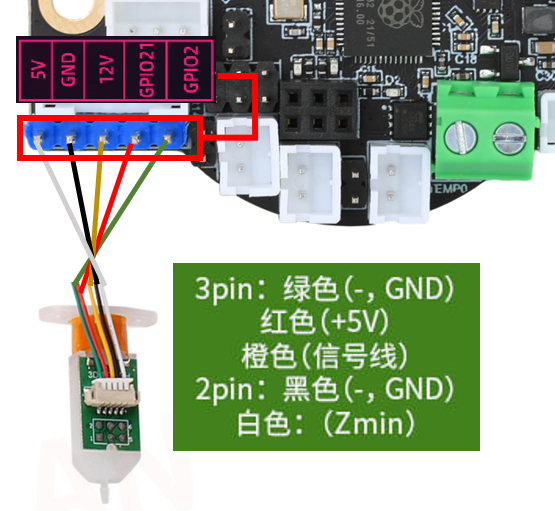 5V
GND
12V
GPIO21
GPIO2
TEMP0
3pin：绿色(-，GND)
红色(+5V)
橙色(信号线)
2pin：黑色(-，GND)
白色：(Zmin)